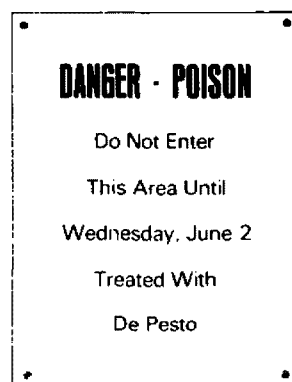 DANGER - POISON
Do Not Enter
This Area Until
Wednesday, June 2
Treated With
De Pesto